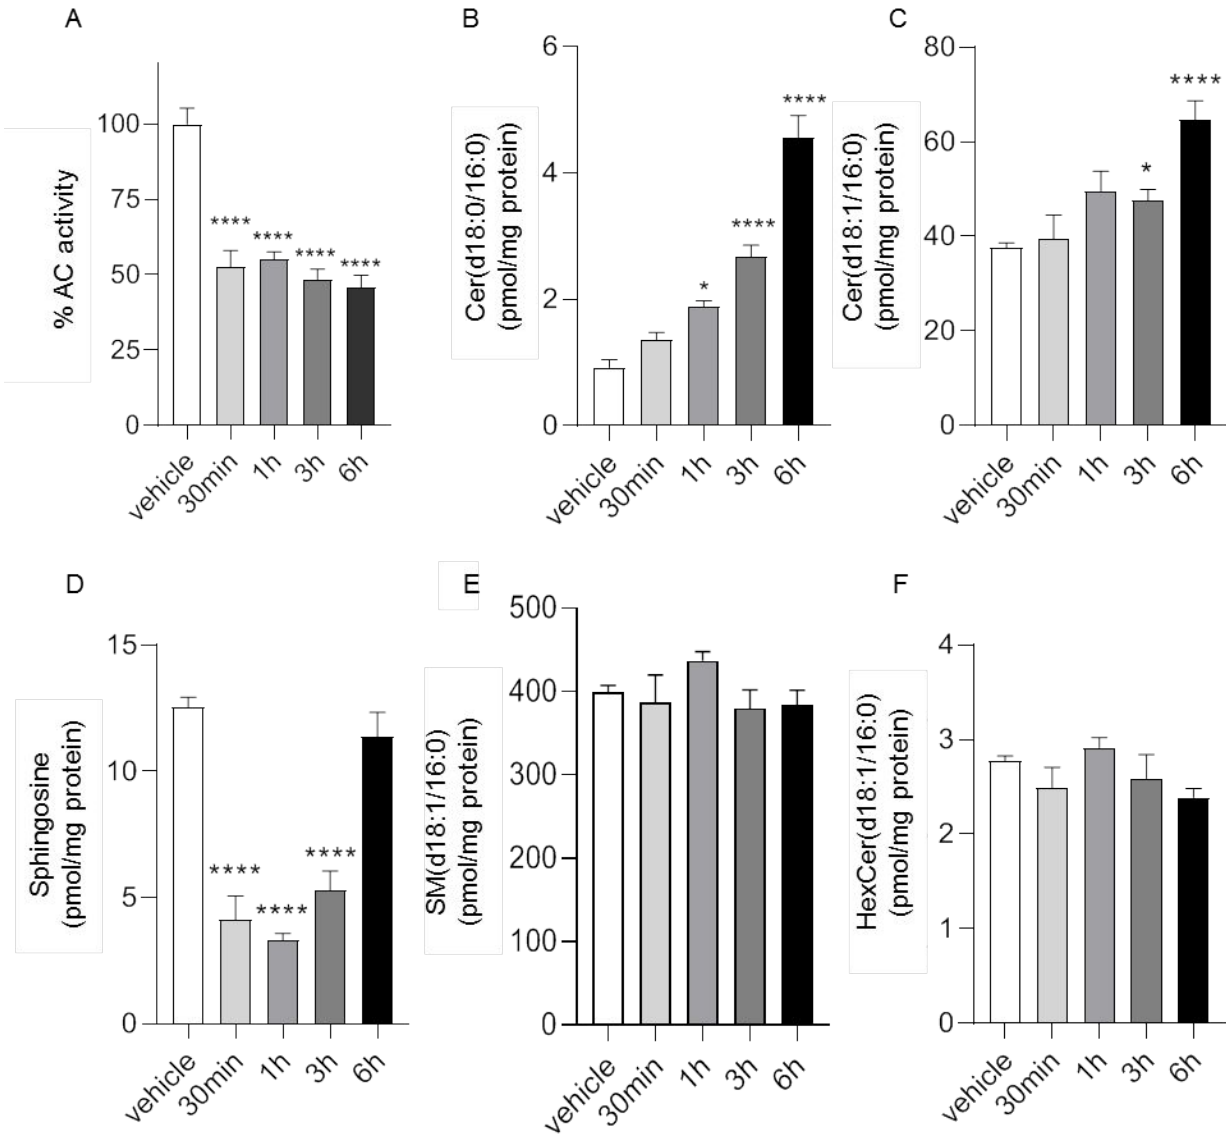 A
% AC activity
100
75
50
25
0
****
****
****
****
vehicle
30min
1h
3h
6h
B
Cer(d18:0/16:0)
(pmol/mg protein)
6
4
2
0
*
****
****
vehicle
30min
1h
3h
6h
C
Cer(d18:1/16:0)
(pmol/mg protein)
80
60
40
20
0
*
****
vehicle
30min
1h
3h
6h
D
Sphingosine
(pmol/mg protein)
15
10
5
0
****
****
****
vehicle
30min
1h
3h
6h
E
SM(d18:1/16:0)
(pmol/mg protein)
500
400
300
200
100
0
vehicle
30min
1h
3h
6h
F
HexCer(d18:1/16:0)
(pmol/mg protein)
4
3
2
1
0
vehicle
30min
1h
3h
6h